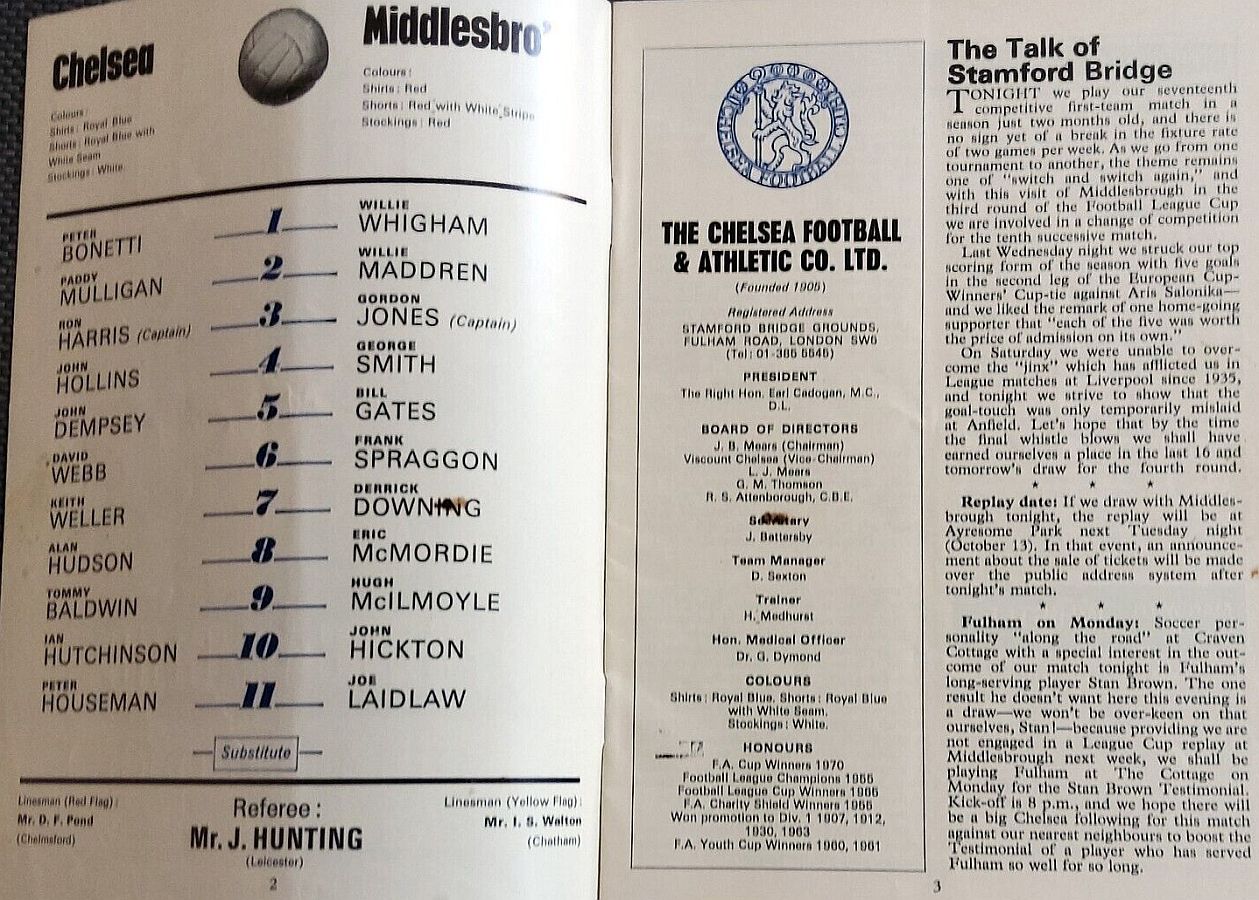 Chelsea
Colours:
Shirts: Royal Blue
Shorts: Royal Blue with
White Seam
Stockings: White
Middlesbro'
Colours:
Shirts: Red
Shorts: Red with White Stripe
Stockings: Red
PETER BONETTI 1 WILLIE WHIGHAM
PADDY MULLIGAN 2 WILLIE MADDREN
RON HARRIS (Captain) 3 GORDON JONES (Captain)
JOHN HOLLINS 4 GEORGE SMITH
JOHN DEMPSEY 5 BILL GATES
DAVID WEBB 6 FRANK SPRAGGON
KEITH WELLER 7 DERRICK DOWNING
ALAN HUDSON 8 ERIC McMORDIE
TOMMY BALDWIN 9 HUGH McILMOYLE
IAN HUTCHINSON 10 JOHN HICKTON
PETER HOUSEMAN 11 JOE LAIDLAW
Substitute
Linesman (Red Flag):
Mr. D. F. Pond
(Chelmsford)
Referee:
Mr. J. HUNTING
(Leicester)
Linesman (Yellow Flag):
Mr. I. S. Walton
(Chatham)
2
CHELSEA FOOTBALL CLUB
THE CHELSEA FOOTBALL
& ATHLETIC CO. LTD.
(Founded 1905)
Registered Address
STAMFORD BRIDGE GROUNDS,
FULHAM ROAD, LONDON SW6
(Tel: 01-385 5545)
PRESIDENT
The Right Hon. Earl Cadogan, M.C.,
D.L.
BOARD OF DIRECTORS
J. B. Mears (Chairman)
Viscount Chelsea (Vice-Chairman)
L. J. Mears
G. M. Thomson
R. S. Attenborough, C.B.E.
Secretary
J. Battersby
Team Manager
D. Sexton
Trainer
H. Medhurst
Hon. Medical Officer
Dr. G. Dymond
COLOURS
Shirts: Royal Blue. Shorts: Royal Blue
with White Seam.
Stockings: White.
HONOURS
F.A. Cup Winners 1970
Football League Champions 1955
Football League Cup Winners 1965
F.A. Charity Shield Winners 1955
Won promotion to Div. 1 1907, 1912,
1930, 1963
F.A. Youth Cup Winners 1960, 1961
The Talk of
Stamford Bridge
TONIGHT we play our seventeenth
competitive first-team match in a
season just two months old, and there is
no sign yet of a break in the fixture rate
of two games per week. As we go from one
tournament to another, the theme remains
one of "switch and switch again," and
with this visit of Middlesbrough in the
third round of the Football League Cup
we are involved in a change of competition
for the tenth successive match.
Last Wednesday night we struck our top
scoring form of the season with five goals
in the second leg of the European Cup-
Winners' Cup-tie against Aris Salonika—
and we liked the remark of one home-going
supporter that "each of the five was worth
the price of admission on its own."
On Saturday we were unable to over-
come the "jinx" which has afflicted us in
League matches at Liverpool since 1935,
and tonight we strive to show that the
goal-touch was only temporarily mislaid
at Anfield. Let's hope that by the time
the final whistle blows we shall have
earned ourselves a place in the last 16 and
tomorrow's draw for the fourth round.
* * *
Replay date: If we draw with Middles-
brough tonight, the replay will be at
Ayresome Park next Tuesday night
(October 13). In that event, an announce-
ment about the sale of tickets will be made
over the public address system after
tonight's match.
* * *
Fulham on Monday: Soccer per-
sonality "along the road" at Craven
Cottage with a special interest in the out-
come of our match tonight is Fulham's
long-serving player Stan Brown. The one
result he doesn't want here this evening is
a draw—we won't be over-keen on that
ourselves, Stan!—because providing we are
not engaged in a League Cup replay at
Middlesbrough next week, we shall be
playing Fulham at The Cottage on
Monday for the Stan Brown Testimonial.
Kick-off is 8 p.m., and we hope there will
be a big Chelsea following for this match
against our nearest neighbours to boost the
Testimonial of a player who has served
Fulham so well for so long.
3